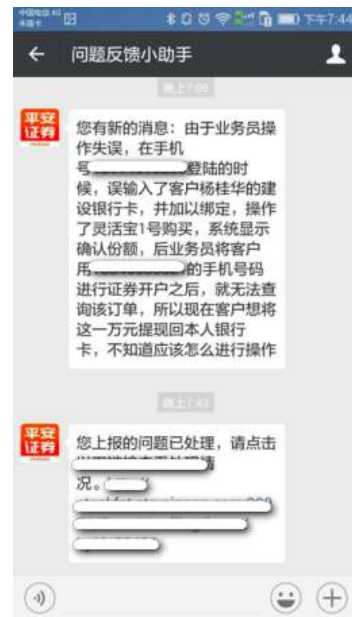 中国电信 4G
未插卡
下午7:44
问题反馈小助手
晚上7:08
平安
证券
您有新的消息：由于业务员操
作失误，在手机
号 登陆的时
候，误输入了客户杨桂华的建
设银行卡，并加以绑定，操作
了灵活宝1号购买，系统显示
确认份额，后业务员将客户
用 的手机号码
进行证券开户之后，就无法查
询该订单，所以现在客户想将
这一万元提现回本人银行
卡，不知道应该怎么进行操作
晚上7:43
平安
证券
您上报的问题已处理，请点击
情
况。